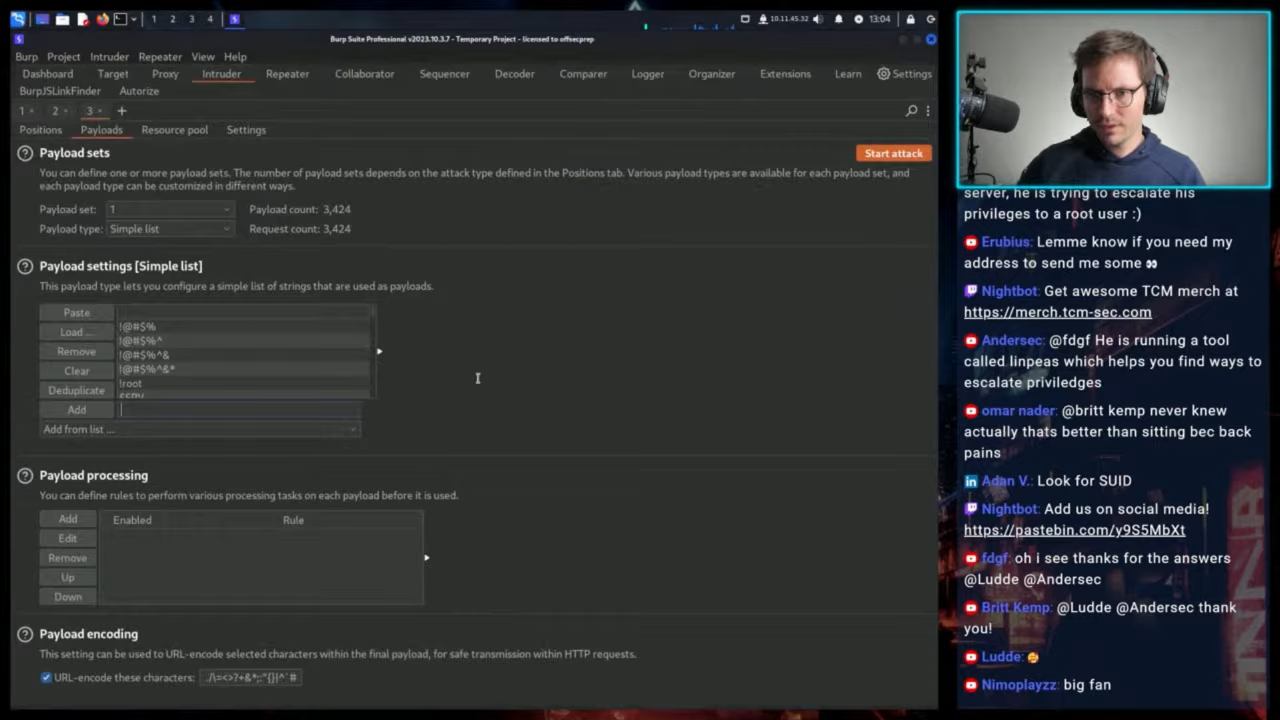 1 2 3 4
10.11.45.32
13:04
Burp Suite Professional v2023.10.3.7 - Temporary Project - licensed to offsecprep
Burp Project Intruder Repeater View Help
Dashboard Target Proxy Intruder Repeater Collaborator Sequencer Decoder Comparer Logger Organizer Extensions Learn Settings
BurpJSLinkFinder Autorize
1 × 2 × 3 × +
Positions Payloads Resource pool Settings
Payload sets
Start attack
You can define one or more payload sets. The number of payload sets depends on the attack type defined in the Positions tab. Various payload types are available for each payload set, and
each payload type can be customized in different ways.
Payload set: 1 Payload count: 3,424
Payload type: Simple list Request count: 3,424
Payload settings [Simple list]
This payload type lets you configure a simple list of strings that are used as payloads.
Paste
Load ...
Remove
Clear
Deduplicate
Add
!@#$%
!@#$%^
!@#$%^&
!@#$%^&*
!root
Add from list ...
Payload processing
You can define rules to perform various processing tasks on each payload before it is used.
Add
Edit
Remove
Up
Down
Enabled Rule
Payload encoding
This setting can be used to URL-encode selected characters within the final payload, for safe transmission within HTTP requests.
URL-encode these characters: ./\=<>?+&*;:"{}|^`#
server, he is trying to escalate his
privileges to a root user :)
Erubius: Lemme know if you need my
address to send me some 👀
Nightbot: Get awesome TCM merch at
https://merch.tcm-sec.com
Andersec: @fdgf He is running a tool
called linpeas which helps you find ways to
escalate priviledges
omar nader: @britt kemp never knew
actually thats better than sitting bec back
pains
Adan V.: Look for SUID
Nightbot: Add us on social media!
https://pastebin.com/y9S5MbXt
fdgf: oh i see thanks for the answers
@Ludde @Andersec
Britt Kemp: @Ludde @Andersec thank
you!
Ludde:
Nimoplayzz: big fan